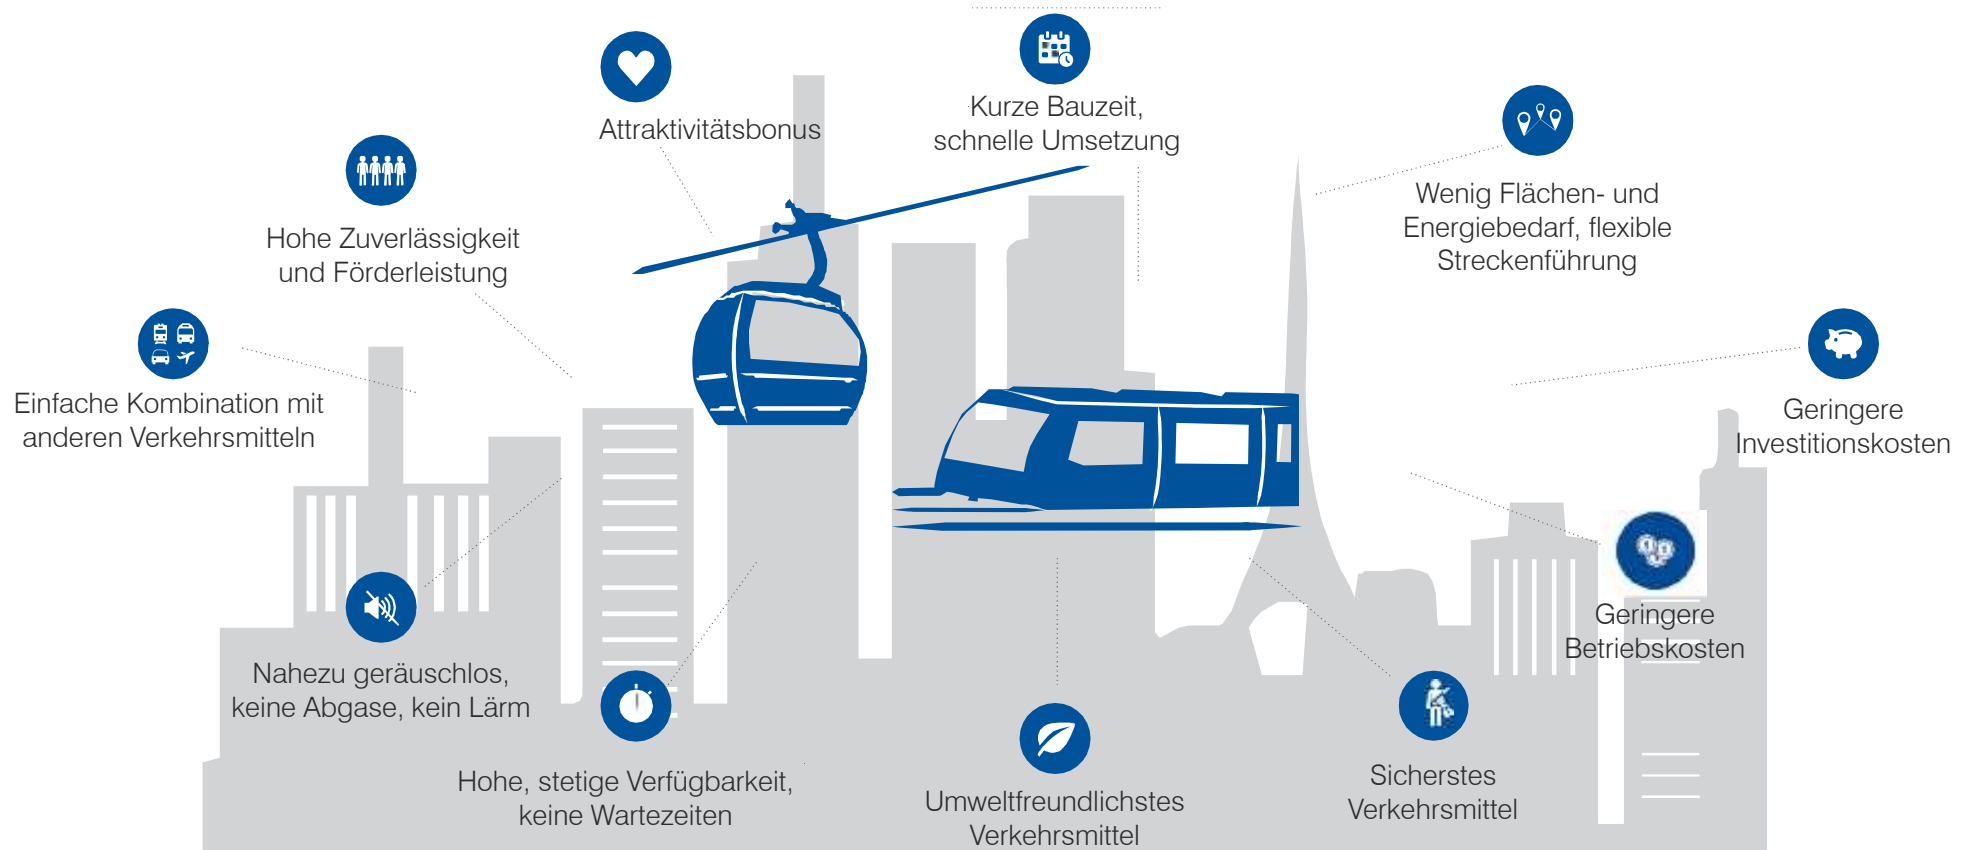 Attraktivitätsbonus
Kurze Bauzeit,
schnelle Umsetzung
Wenig Flächen- und
Energiebedarf, flexible
Streckenführung
Hohe Zuverlässigkeit
und Förderleistung
Einfache Kombination mit
anderen Verkehrsmitteln
Geringere
Investitionskosten
Geringere
Betriebskosten
Nahezu geräuschlos,
keine Abgase, kein Lärm
Hohe, stetige Verfügbarkeit,
keine Wartezeiten
Umweltfreundlichstes
Verkehrsmittel
Sicherstes
Verkehrsmittel